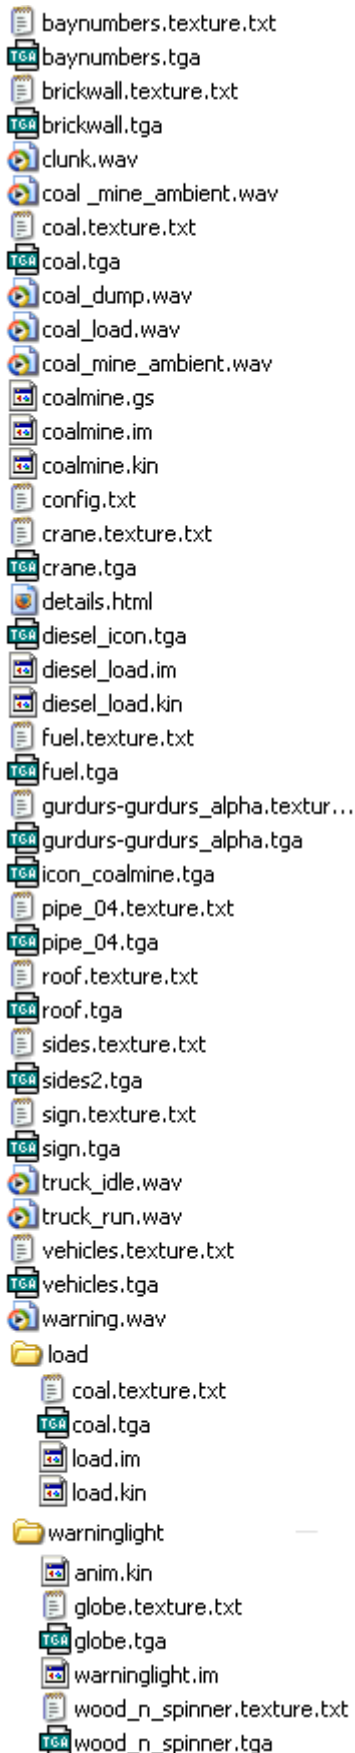 baynumbers.texture.txt
baynumbers.tga
brickwall.texture.txt
brickwall.tga
clunk.wav
coal _mine_ambient.wav
coal.texture.txt
coal.tga
coal_dump.wav
coal_load.wav
coal_mine_ambient.wav
coalmine.gs
coalmine.im
coalmine.kin
config.txt
crane.texture.txt
crane.tga
details.html
diesel_icon.tga
diesel_load.im
diesel_load.kin
fuel.texture.txt
fuel.tga
gurdurs-gurdurs_alpha.textur...
gurdurs-gurdurs_alpha.tga
icon_coalmine.tga
pipe_04.texture.txt
pipe_04.tga
roof.texture.txt
roof.tga
sides.texture.txt
sides2.tga
sign.texture.txt
sign.tga
truck_idle.wav
truck_run.wav
vehicles.texture.txt
vehicles.tga
warning.wav
load
coal.texture.txt
coal.tga
load.im
load.kin
warninglight
anim.kin
globe.texture.txt
globe.tga
warninglight.im
wood_n_spinner.texture.txt
wood_n_spinner.tga